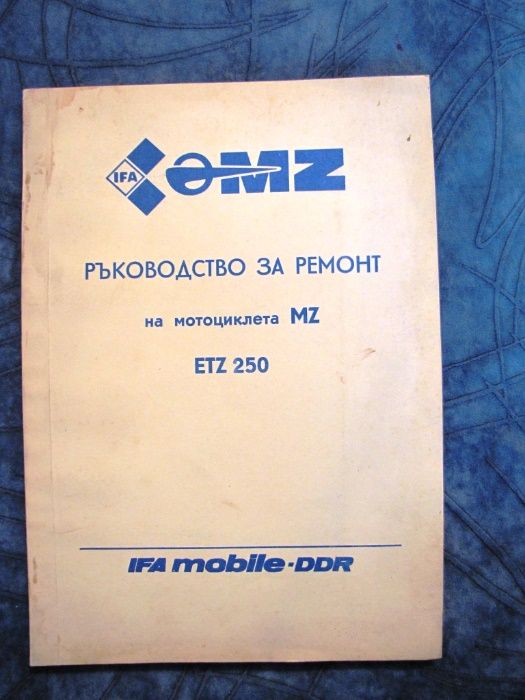 IFA MZ
РЪКОВОДСТВО ЗА РЕМОНТ
на мотоциклета MZ
ETZ 250
IFA mobile-DDR